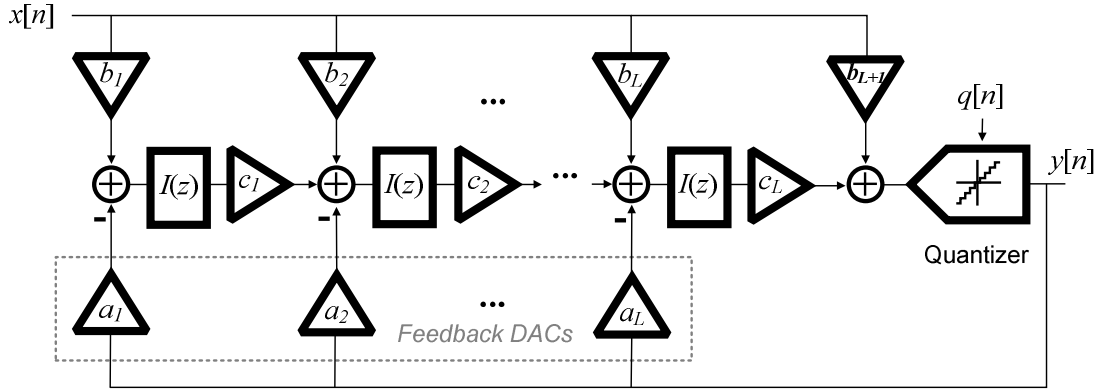 x[n]
b1 b2 bL bL+1
...
q[n]
y[n]
I(z) c1 I(z) c2 ... I(z) cL
- - -
Quantizer
a1 a2 ... aL
Feedback DACs